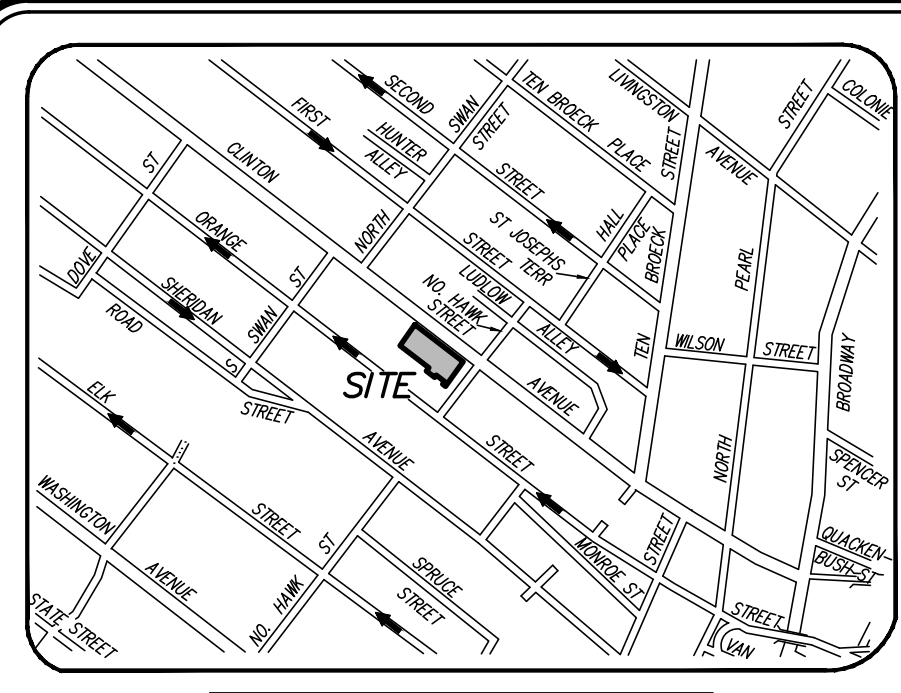 SECOND
SWAN
STREET
TEN BROECK
PLACE
LIVINGSTON
AVENUE
STREET
STREET
COLONIE
FIRST
HUNTER
ALLEY
ST
CLINTON
STREET
HALL
PLACE
BROECK
ST JOSEPHS
TERR
NORTH
STREET
ORANGE
DOVE
ST
LUDLOW
NO. HAWK
STREET
PEARL
SHERIDAN
ROAD
SWAN
ALLEY
TEN
WILSON
STREET
BROADWAY
S
SITE
STREET
AVENUE
ELK
AVENUE
STREET
NORTH
SPENCER
ST
WASHINGTON
AVENUE
STREET
ST
NO. HAWK
SPRUCE
STREET
MONROE ST
STREET
QUACKEN-
BUSH ST
STATE STREET
STREET
VAN